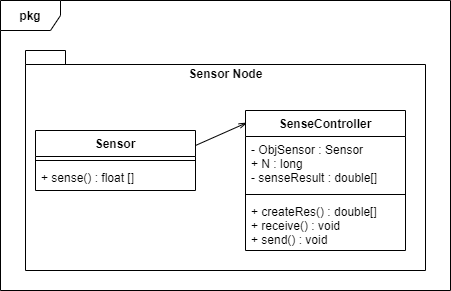 pkg
Sensor Node
Sensor
+ sense() : float []
SenseController
- ObjSensor : Sensor
+ N : long
- senseResult : double[]
+ createRes() : double[]
+ receive() : void
+ send() : void